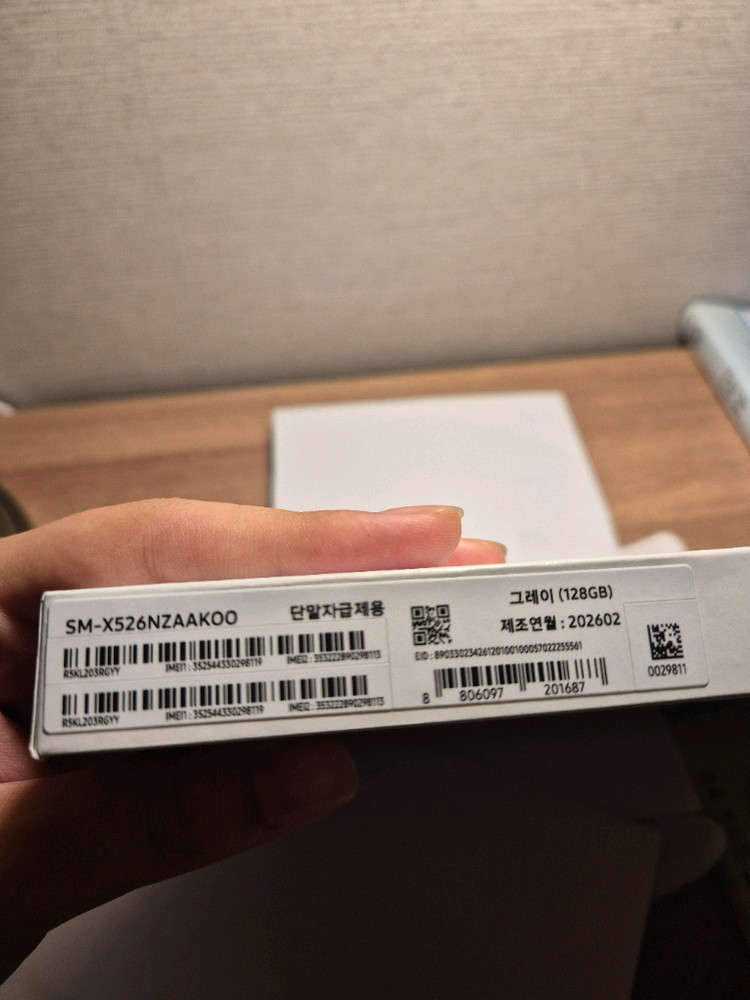 SM-X526NZAAKOO 단말자급제용
R5KL203RGYY IMEI1 : 352544330298119 IMEI2 : 353222890298113
R5KL203RGYY IMEI1 : 352544330298119 IMEI2 : 353222890298113
그레이 (128GB)
제조연월 : 202602
EID : 89033023426120100100057022255561
8 806097 201687
0029811